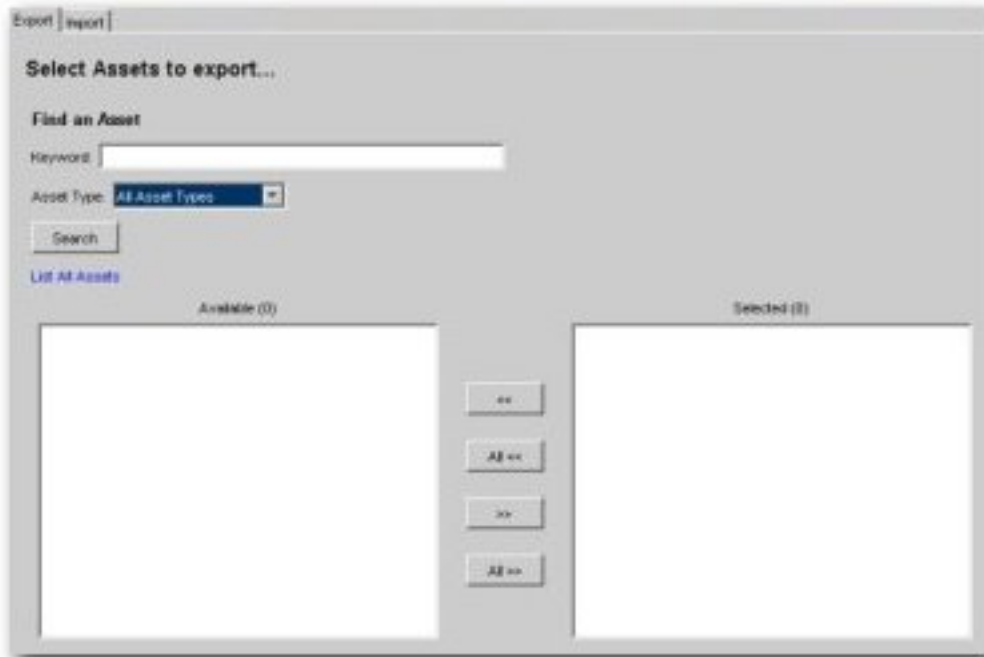 Export Import
Select Assets to export...
Find an Asset
Keyword:
Asset Type: All Asset Types
Search
List All Assets
Available (0) Selected (0)
<<
All <<
>>
All >>